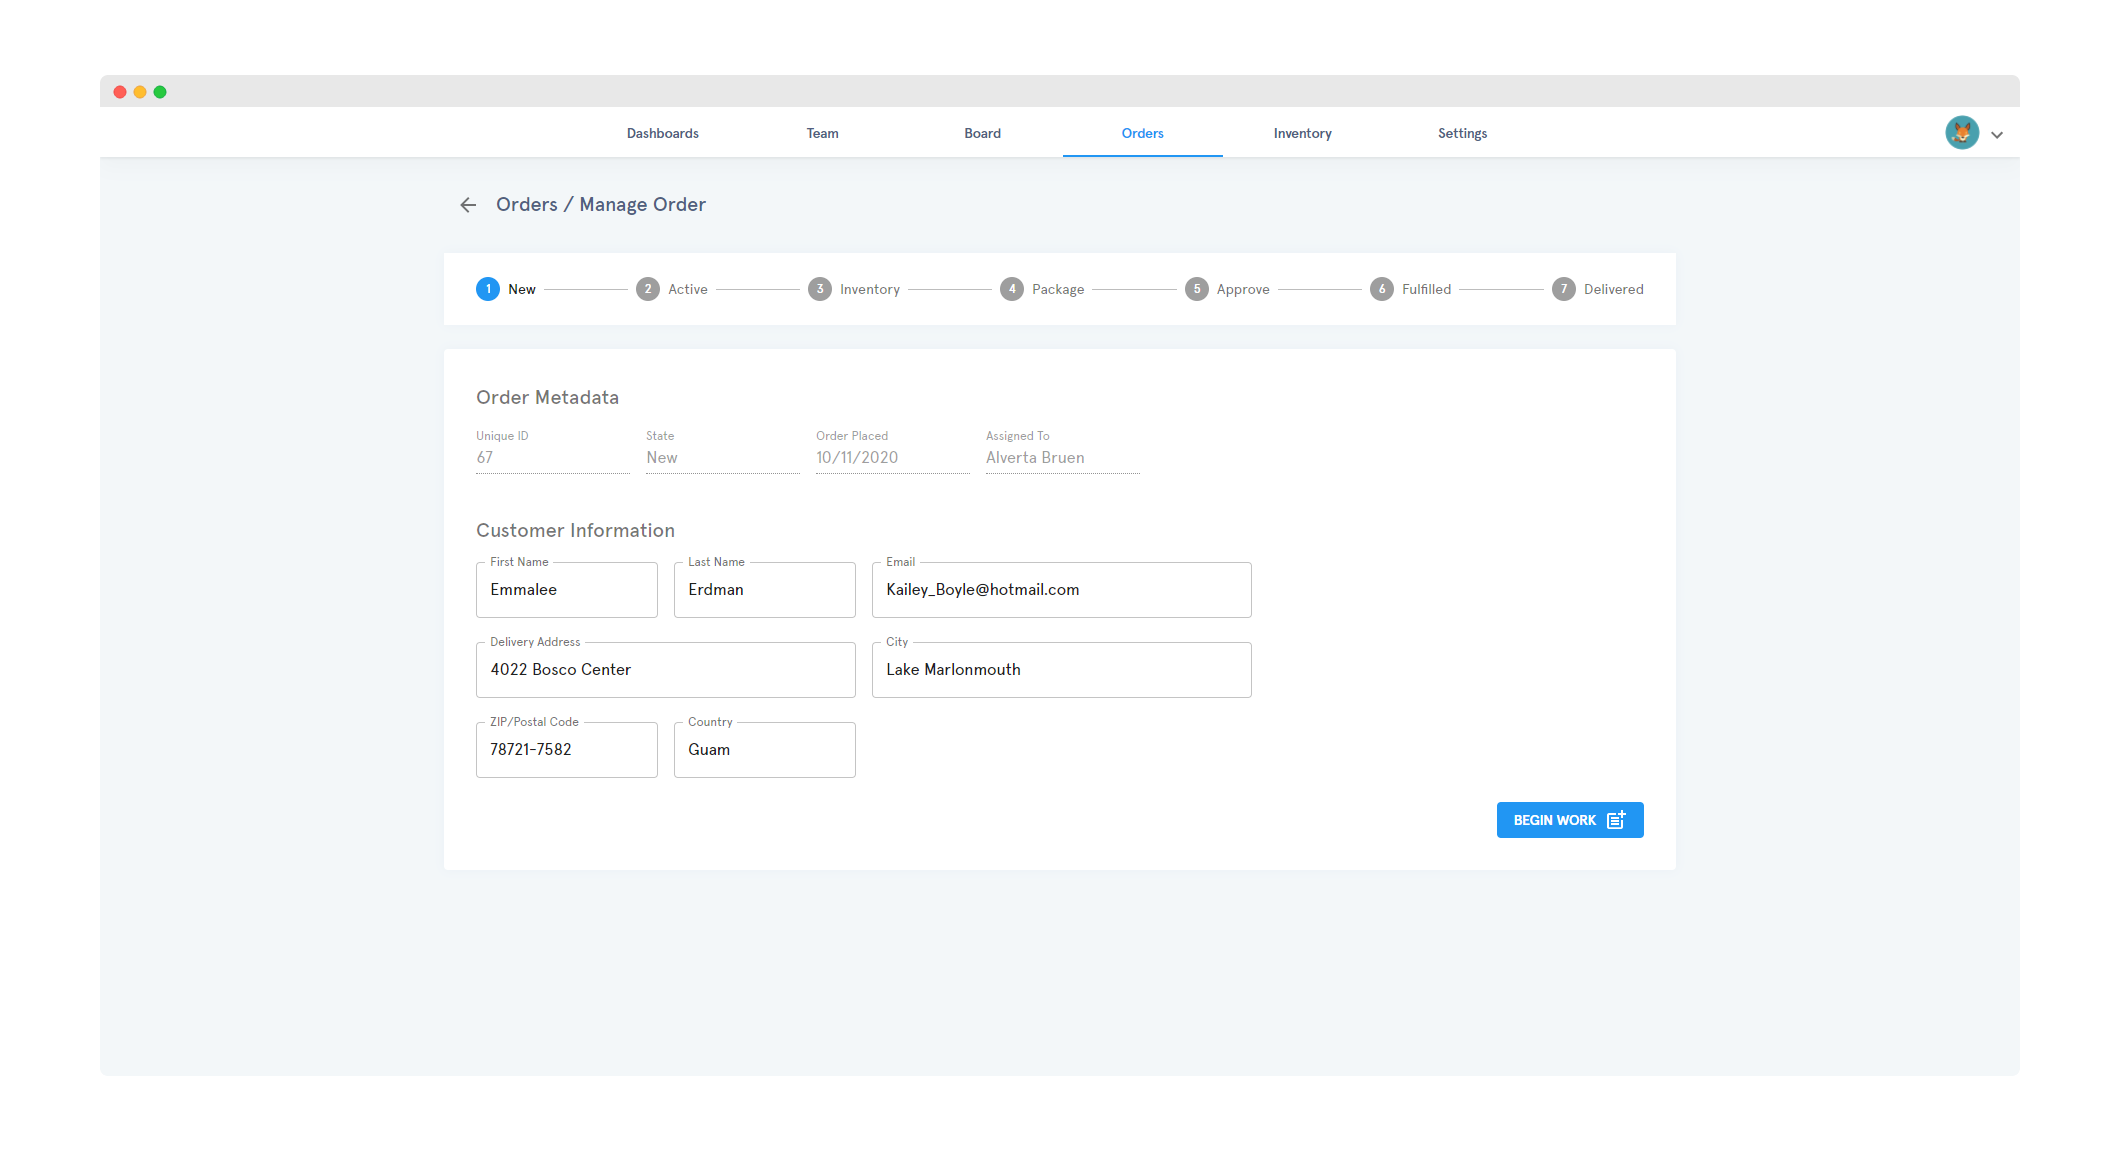 Dashboards Team Board Orders Inventory Settings
Orders / Manage Order
1 New 2 Active 3 Inventory 4 Package 5 Approve 6 Fulfilled 7 Delivered
Order Metadata
Unique ID State Order Placed Assigned To
67 New 10/11/2020 Alverta Bruen
Customer Information
First Name Last Name Email
Emmalee Erdman Kailey_Boyle@hotmail.com
Delivery Address City
4022 Bosco Center Lake Marlonmouth
ZIP/Postal Code Country
78721-7582 Guam
BEGIN WORK